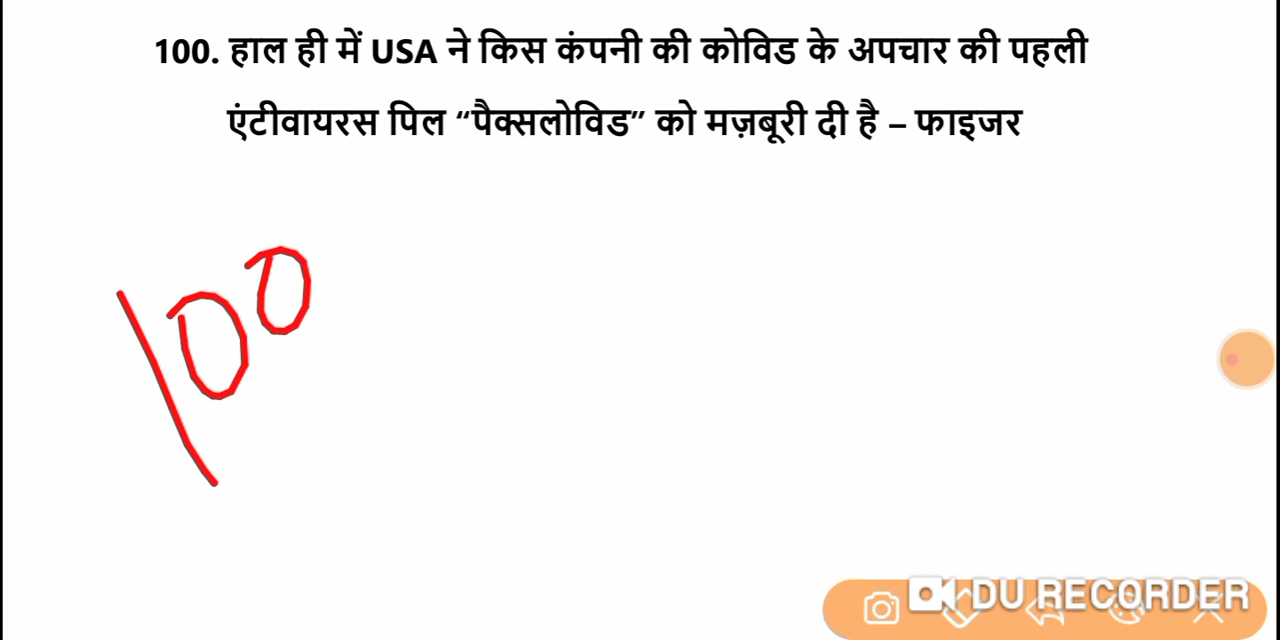 100. हाल ही में USA ने किस कंपनी की कोविड के अपचार की पहली
एंटीवायरस पिल “पैक्सलोविड” को मज़बूरी दी है – फाइजर
100
DU RECORDER